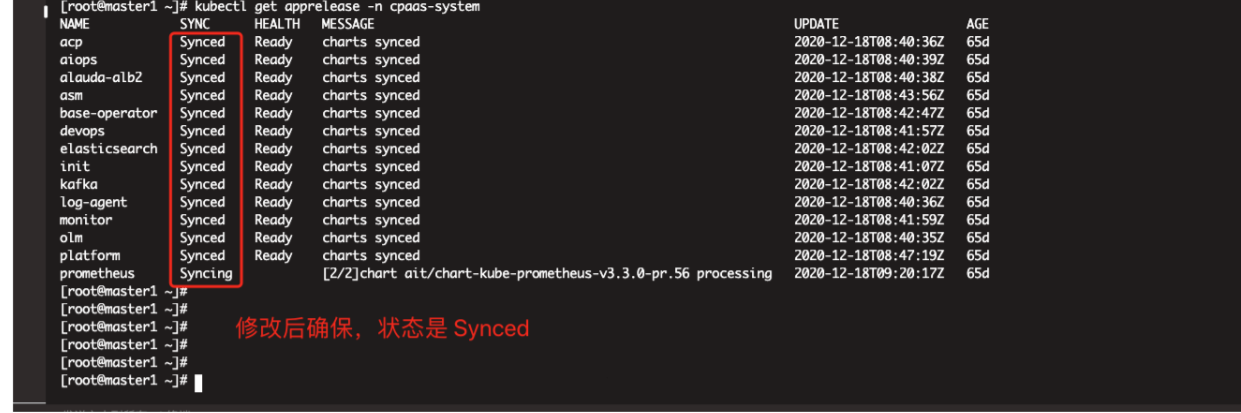 [root@master1 ~]# kubectl get apprelease -n cpaas-system
NAME SYNC HEALTH MESSAGE UPDATE AGE
acp Synced Ready charts synced 2020-12-18T08:40:36Z 65d
aiops Synced Ready charts synced 2020-12-18T08:40:39Z 65d
alauda-alb2 Synced Ready charts synced 2020-12-18T08:40:38Z 65d
asm Synced Ready charts synced 2020-12-18T08:43:56Z 65d
base-operator Synced Ready charts synced 2020-12-18T08:42:47Z 65d
devops Synced Ready charts synced 2020-12-18T08:41:57Z 65d
elasticsearch Synced Ready charts synced 2020-12-18T08:42:02Z 65d
init Synced Ready charts synced 2020-12-18T08:41:07Z 65d
kafka Synced Ready charts synced 2020-12-18T08:42:02Z 65d
log-agent Synced Ready charts synced 2020-12-18T08:40:36Z 65d
monitor Synced Ready charts synced 2020-12-18T08:41:59Z 65d
olm Synced Ready charts synced 2020-12-18T08:40:35Z 65d
platform Synced Ready charts synced 2020-12-18T08:47:19Z 65d
prometheus Syncing [2/2]chart ait/chart-kube-prometheus-v3.3.0-pr.56 processing 2020-12-18T09:20:17Z 65d
[root@master1 ~]#
[root@master1 ~]#
[root@master1 ~]#
修改后确保，状态是 Synced
[root@master1 ~]#
[root@master1 ~]#
[root@master1 ~]#